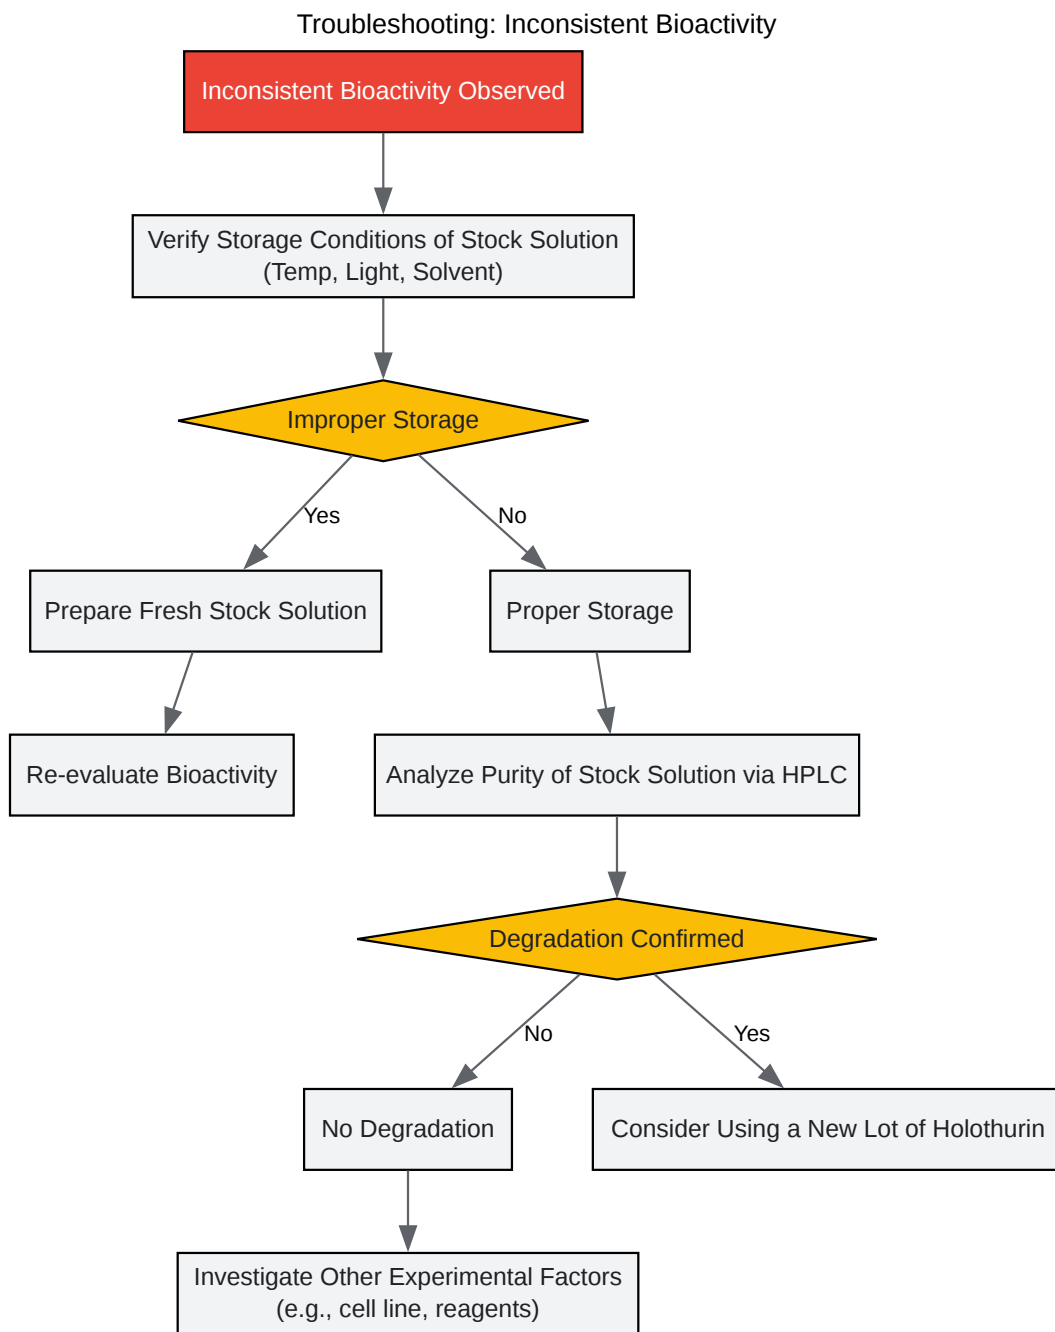 Troubleshooting: Inconsistent Bioactivity
Inconsistent Bioactivity Observed
Verify Storage Conditions of Stock Solution
(Temp, Light, Solvent)
Improper Storage
Yes
No
Prepare Fresh Stock Solution
Proper Storage
Re-evaluate Bioactivity
Analyze Purity of Stock Solution via HPLC
Degradation Confirmed
No
Yes
No Degradation
Consider Using a New Lot of Holothurin
Investigate Other Experimental Factors
(e.g., cell line, reagents)